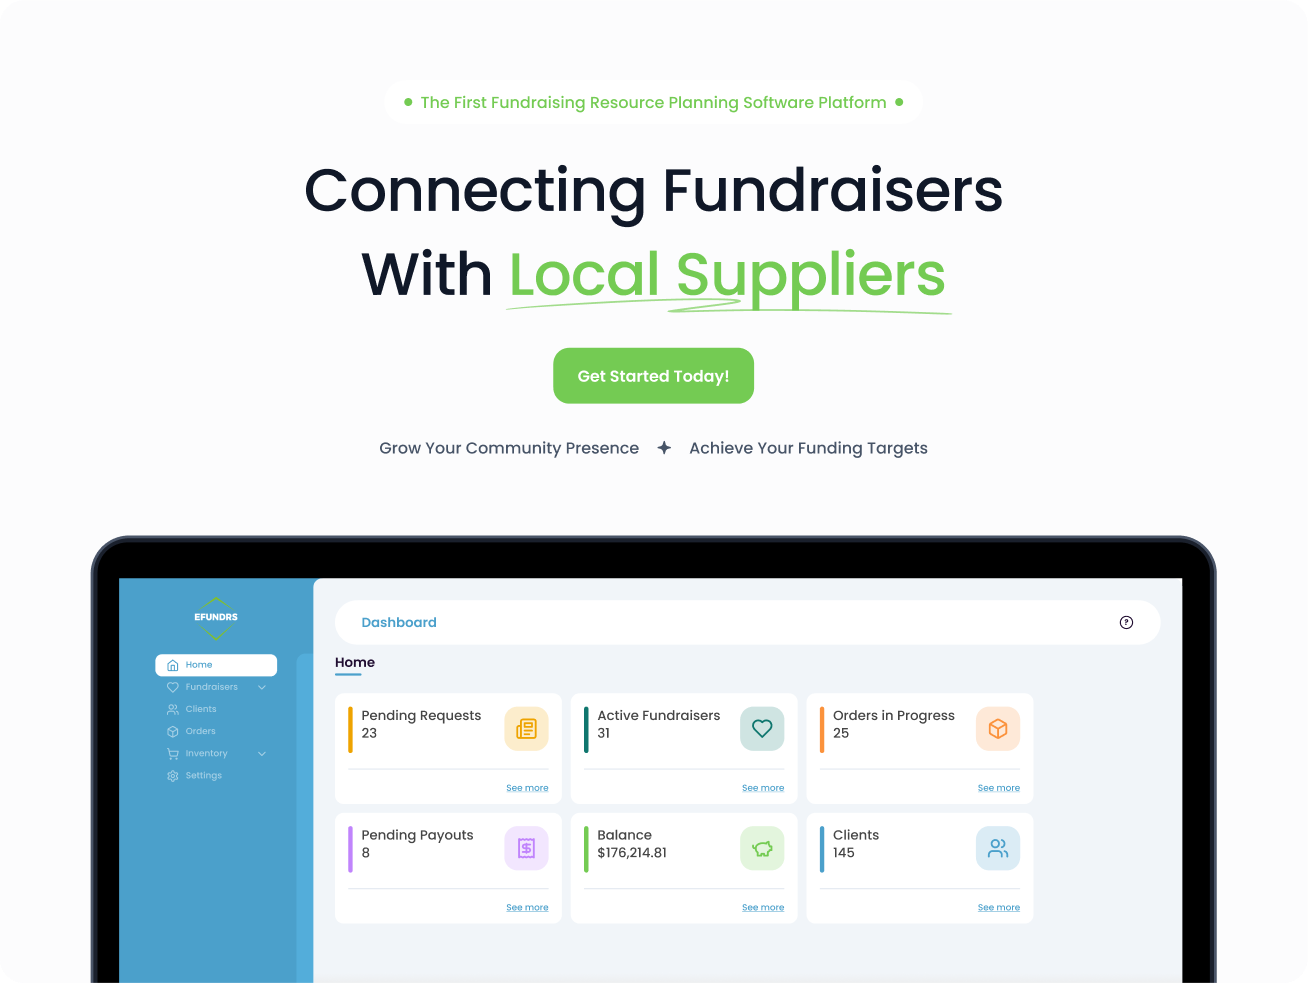 The First Fundraising Resource Planning Software Platform
Connecting Fundraisers
With Local Suppliers
Get Started Today!
Grow Your Community Presence
Achieve Your Funding Targets
EFUNDRS
Home
Fundraisers
Clients
Orders
Inventory
Settings
Dashboard
?
Home
Pending Requests
23
See more
Active Fundraisers
31
See more
Orders in Progress
25
See more
Pending Payouts
8
$
See more
Balance
$176,214.81
See more
Clients
145
See more